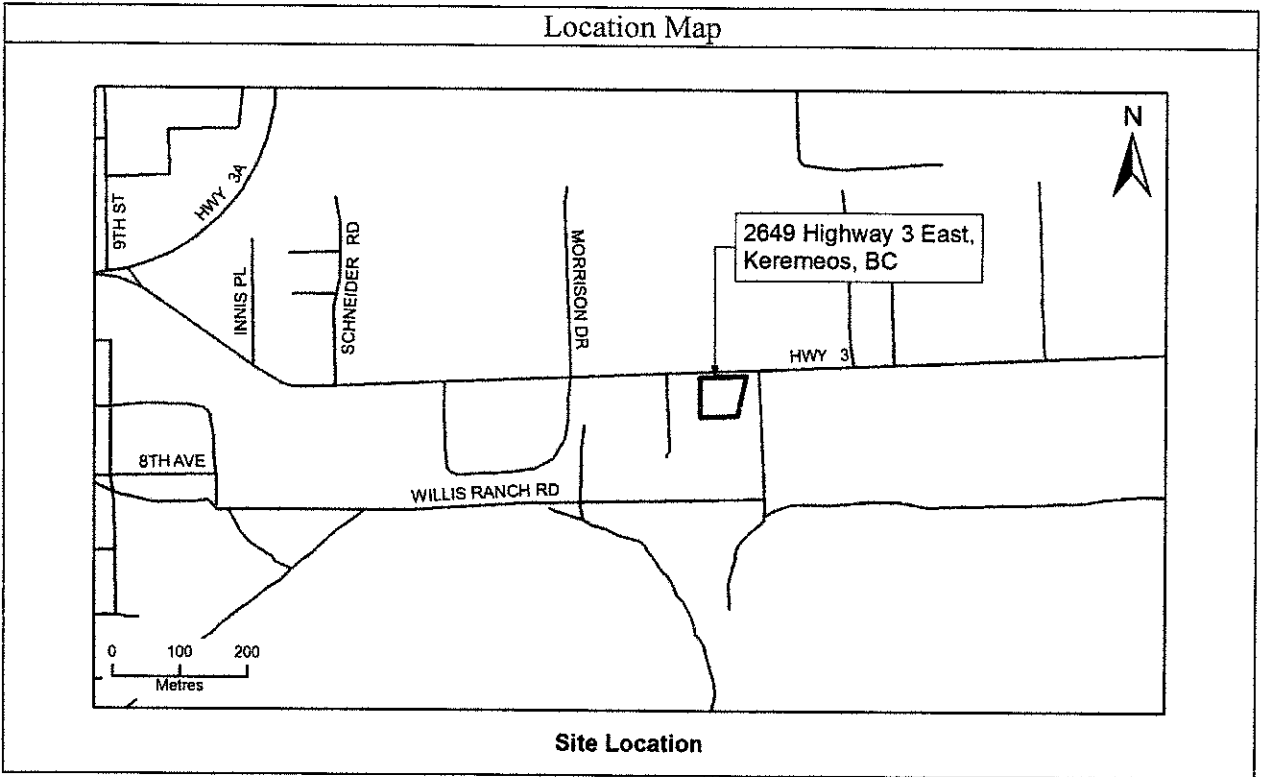 Location Map
N
9TH ST
HWY 3A
INNIS PL
SCHNEIDER RD
MORRISON DR
2649 Highway 3 East,
Keremeos, BC
HWY 3
8TH AVE
WILLIS RANCH RD
0 100 200
Metres
Site Location